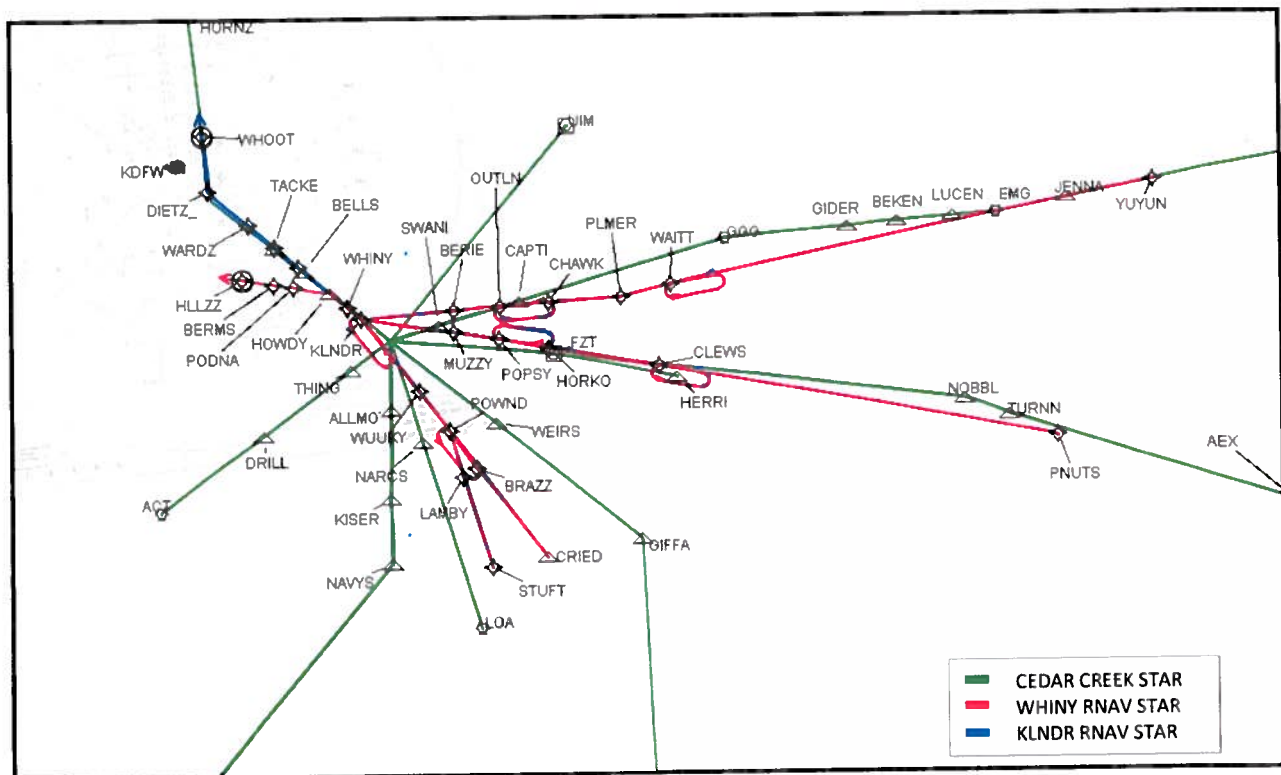 HURNZ
WHOOT
KDFW
UIM
TACKE
OUTLN
DIETZ_
BELLS
YUYUN
JENNA
EMG
LUCEN
BEKEN
GIDER
GGG
WARDZ
SWANI
BERIE
CAPTI
PLMER
WAITT
WHINY
CHAWK
HLLZZ
BERMS
PODNA
HOWDY
KLNDR
FZT
MUZZY
POPSY
HORKO
CLEWS
HERRI
THING
NOBBL
TURNN
ALLMO
POWND
WUUKY
WEIRS
AEX
DRILL
NARCS
BRAZZ
PNUTS
ACT
KISER
LAMBY
GIFFA
CRIED
NAVYS
STUFT
LOA
CEDAR CREEK STAR
WHINY RNAV STAR
KLNDR RNAV STAR